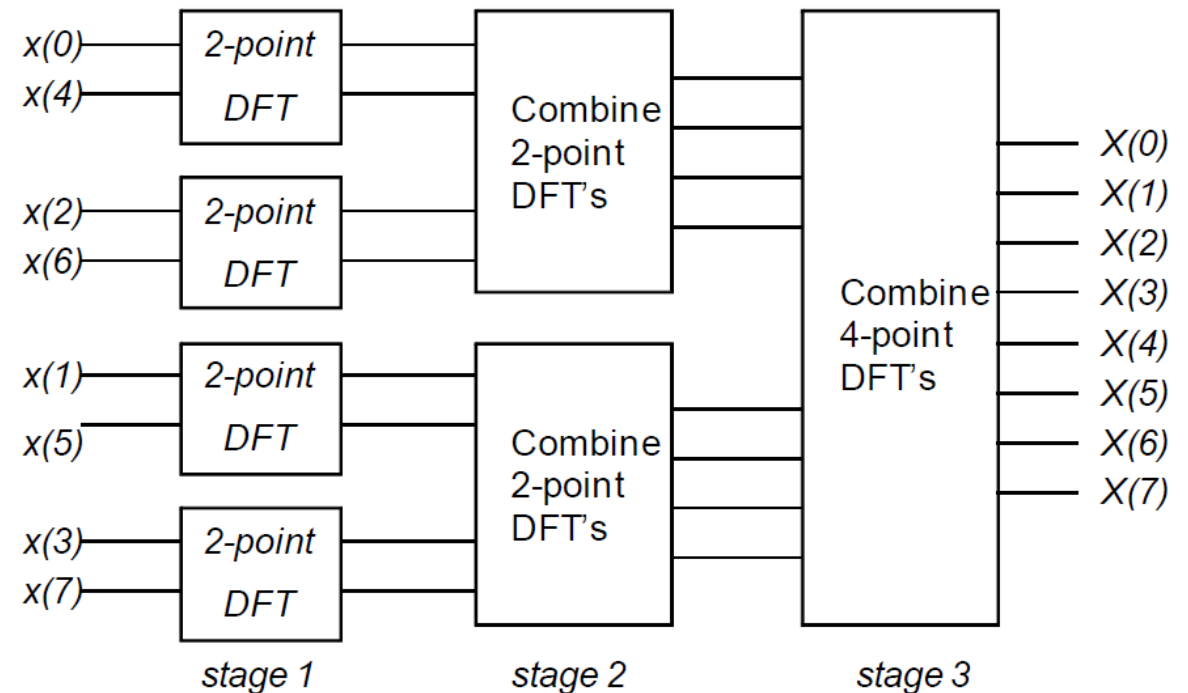 x(0)
x(4)
2-point
DFT
x(2)
x(6)
2-point
DFT
x(1)
x(5)
2-point
DFT
x(3)
x(7)
2-point
DFT
stage 1
Combine
2-point
DFT's
Combine
2-point
DFT's
stage 2
Combine
4-point
DFT's
stage 3
X(0)
X(1)
X(2)
X(3)
X(4)
X(5)
X(6)
X(7)